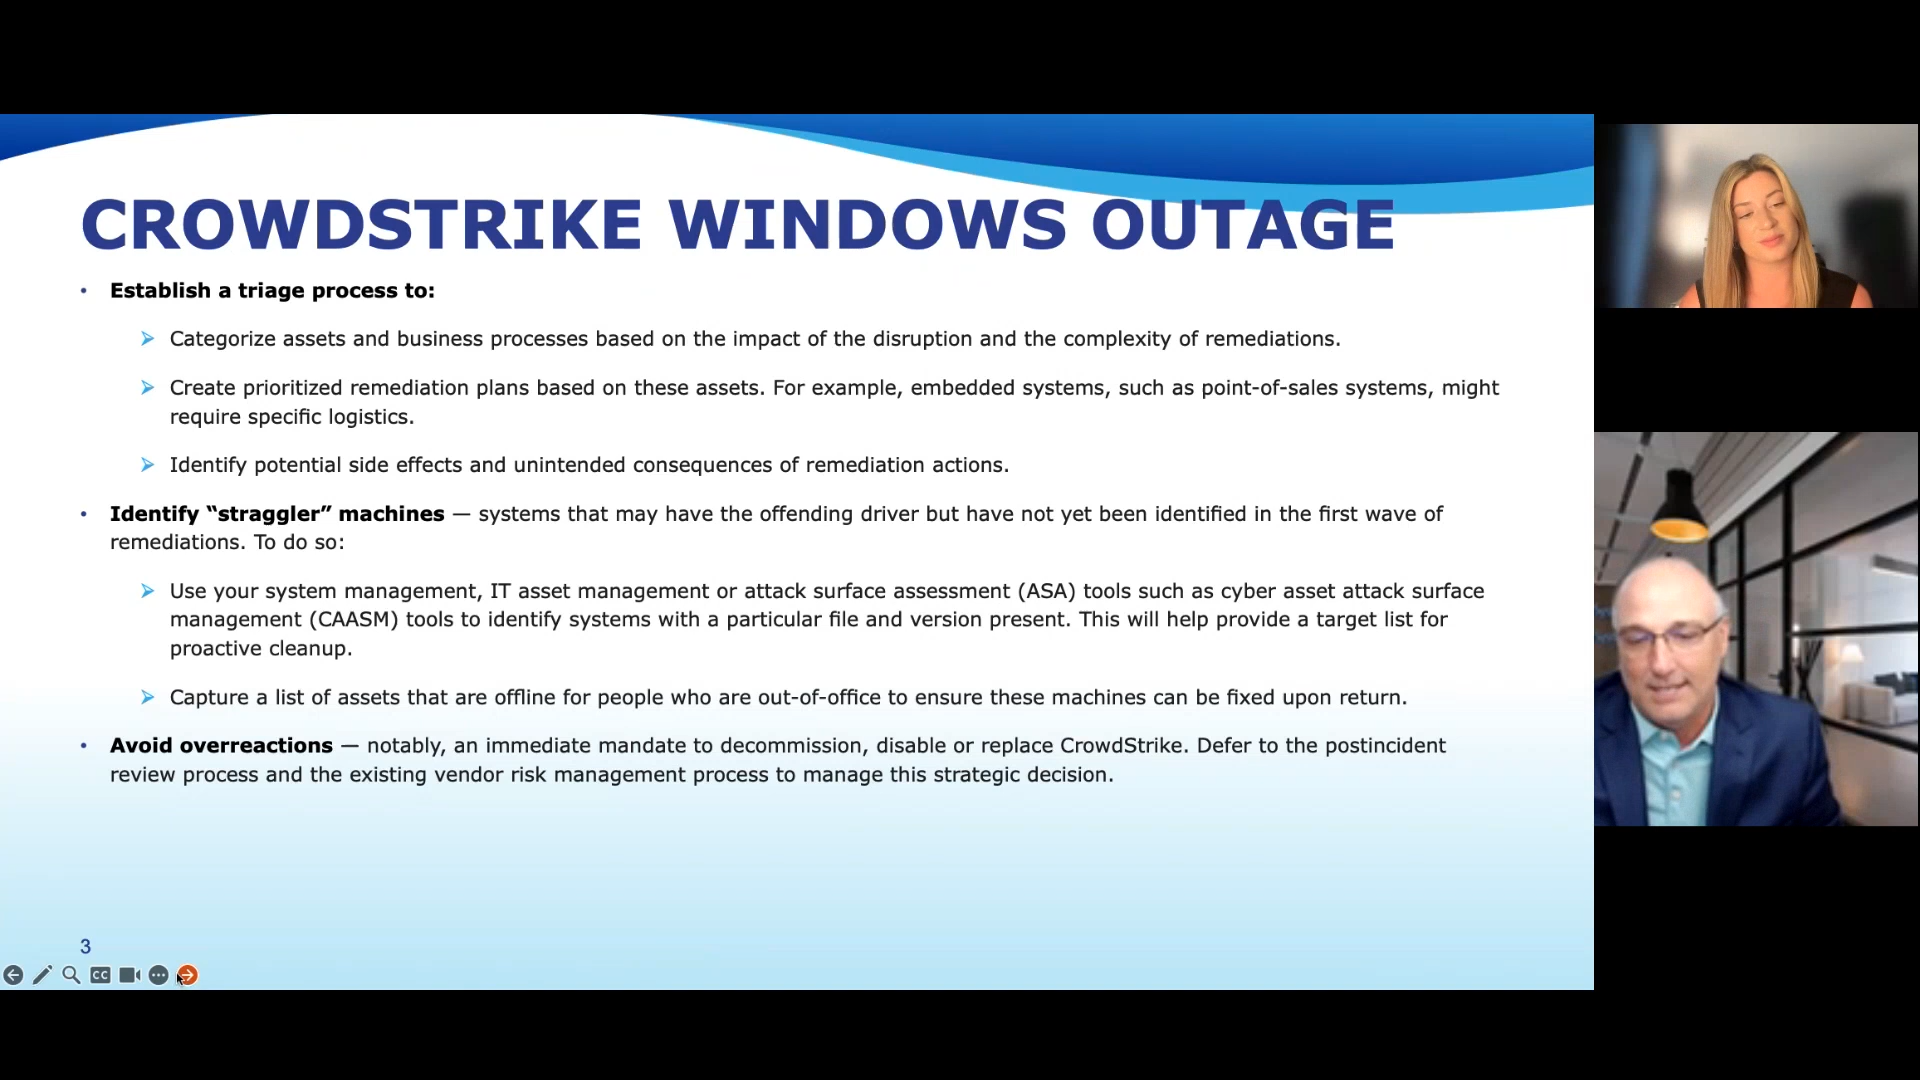 CROWDSTRIKE WINDOWS OUTAGE
• Establish a triage process to:
➢ Categorize assets and business processes based on the impact of the disruption and the complexity of remediations.
➢ Create prioritized remediation plans based on these assets. For example, embedded systems, such as point-of-sales systems, might
require specific logistics.
➢ Identify potential side effects and unintended consequences of remediation actions.
• Identify “straggler” machines — systems that may have the offending driver but have not yet been identified in the first wave of
remediations. To do so:
➢ Use your system management, IT asset management or attack surface assessment (ASA) tools such as cyber asset attack surface
management (CAASM) tools to identify systems with a particular file and version present. This will help provide a target list for
proactive cleanup.
➢ Capture a list of assets that are offline for people who are out-of-office to ensure these machines can be fixed upon return.
• Avoid overreactions — notably, an immediate mandate to decommission, disable or replace CrowdStrike. Defer to the postincident
review process and the existing vendor risk management process to manage this strategic decision.
3
CC